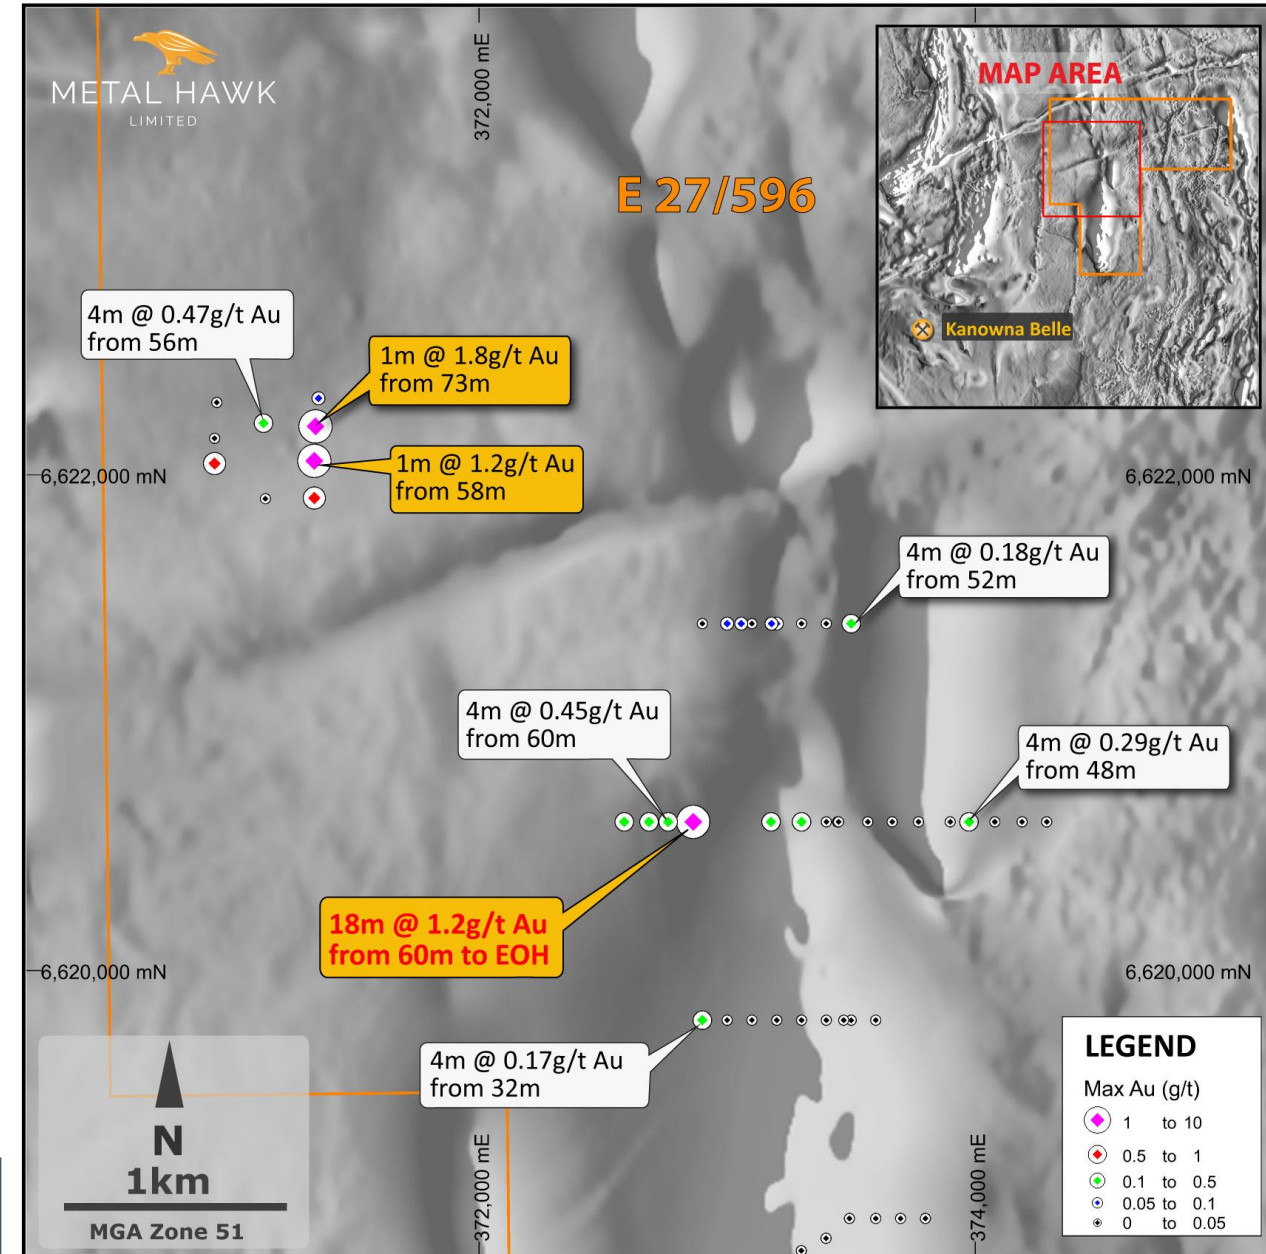 METAL HAWK
LIMITED
372,000 mE
E 27/596
MAP AREA
Kanowna Belle
4m @ 0.47g/t Au
from 56m
1m @ 1.8g/t Au
from 73m
1m @ 1.2g/t Au
from 58m
6,622,000 mN
6,622,000 mN
4m @ 0.18g/t Au
from 52m
4m @ 0.45g/t Au
from 60m
4m @ 0.29g/t Au
from 48m
18m @ 1.2g/t Au
from 60m to EOH
6,620,000 mN
6,620,000 mN
4m @ 0.17g/t Au
from 32m
N
1km
MGA Zone 51
372,000 mE
374,000 mE
LEGEND
Max Au (g/t)
1 to 10
0.5 to 1
0.1 to 0.5
0.05 to 0.1
0 to 0.05